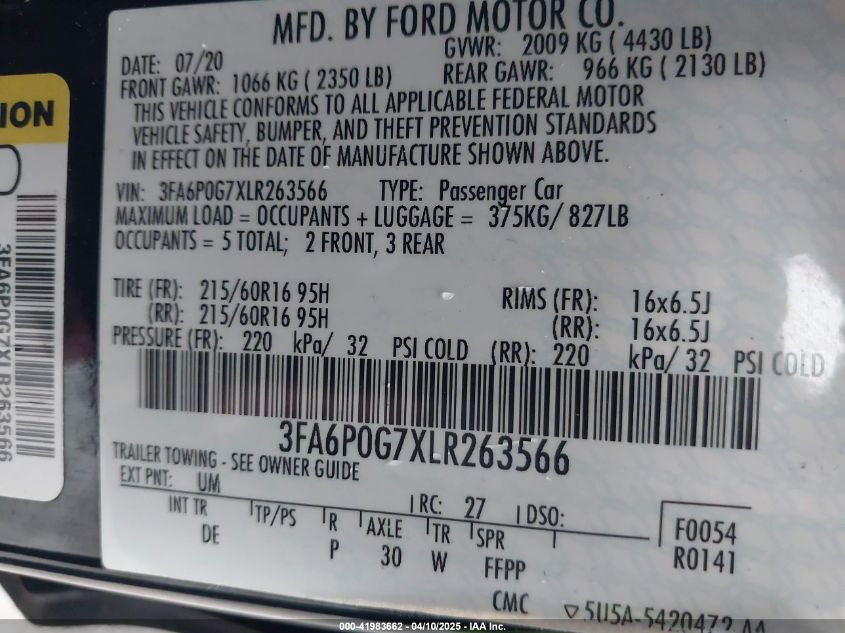 MFD. BY FORD MOTOR CO.
DATE: 07/20 GVWR: 2009 KG ( 4430 LB)
FRONT GAWR: 1066 KG ( 2350 LB) REAR GAWR: 966 KG ( 2130 LB)
THIS VEHICLE CONFORMS TO ALL APPLICABLE FEDERAL MOTOR
VEHICLE SAFETY, BUMPER, AND THEFT PREVENTION STANDARDS
IN EFFECT ON THE DATE OF MANUFACTURE SHOWN ABOVE.
VIN: 3FA6P0G7XLR263566 TYPE: Passenger Car
MAXIMUM LOAD = OCCUPANTS + LUGGAGE = 375KG/ 827LB
OCCUPANTS = 5 TOTAL; 2 FRONT, 3 REAR
TIRE (FR): 215/60R16 95H RIMS (FR): 16x6.5J
(RR): 215/60R16 95H (RR): 16x6.5J
PRESSURE (FR): 220 kPa/ 32 PSI COLD (RR): 220 kPa/ 32 PSI COLD
3FA6P0G7XLR263566
TRAILER TOWING - SEE OWNER GUIDE
EXT PNT: UM RC: 27 DSO:
INT TR TP/PS R AXLE TR SPR
DE P 30 W FFPP
F0054
R0141
CMC 5U5A-5420472 AA
ION
3FA6P0G7XLR263566
000-41983662 - 04/10/2025 - IAA Inc.